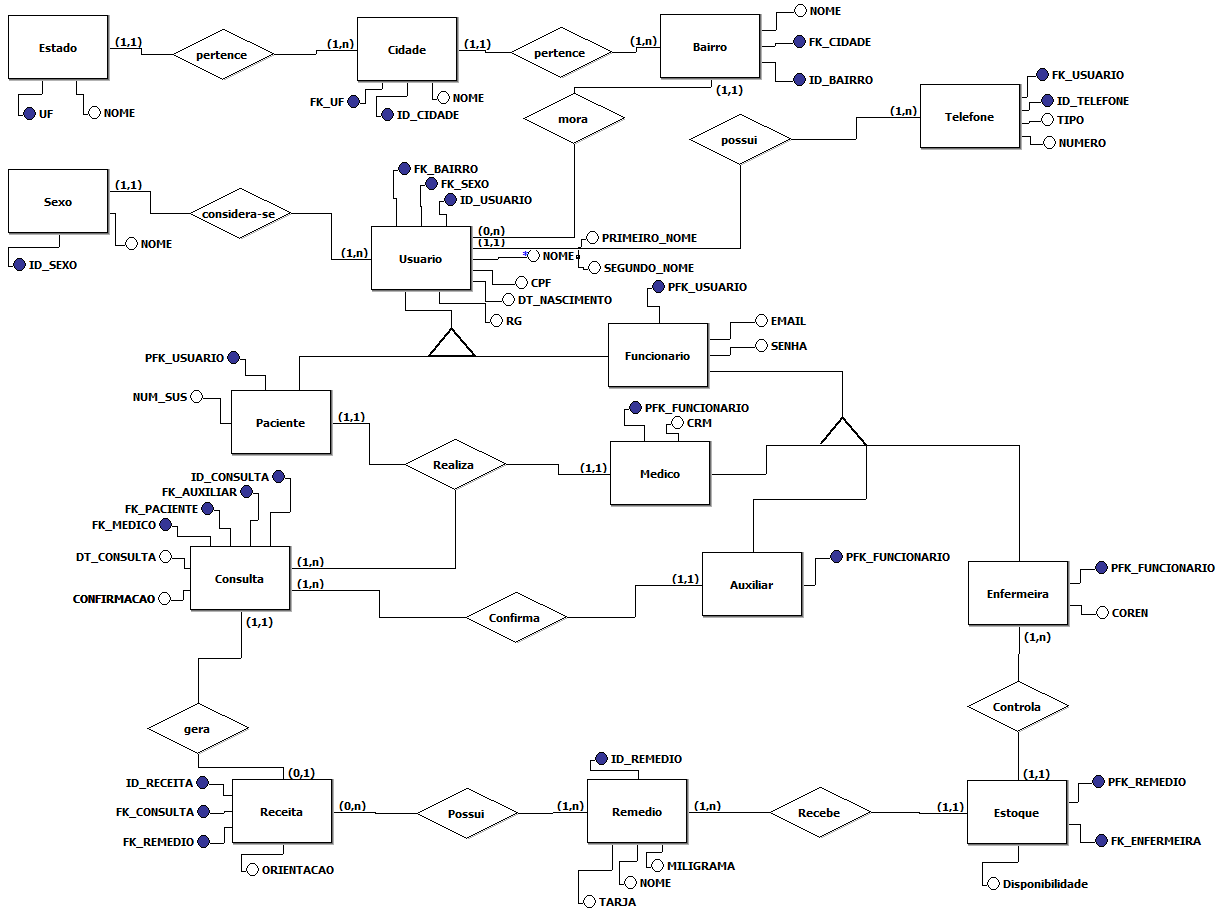 Estado
(1,1)
pertence
(1,n)
Cidade
(1,1)
pertence
(1,n)
Bairro
NOME
FK_CIDADE
ID_BAIRRO
(1,1)
UF
NOME
FK_UF
ID_CIDADE
NOME
mora
possui
(1,n)
Telefone
FK_USUARIO
ID_TELEFONE
TIPO
NUMERO
Sexo
(1,1)
considera-se
NOME
ID_SEXO
(1,n)
FK_BAIRRO
FK_SEXO
ID_USUARIO
Usuario
(0,n)
(1,1)
PRIMEIRO_NOME
* NOME
SEGUNDO_NOME
CPF
DT_NASCIMENTO
RG
PFK_USUARIO
Funcionario
EMAIL
SENHA
PFK_USUARIO
NUM_SUS
Paciente
(1,1)
Realiza
(1,1)
PFK_FUNCIONARIO
CRM
Medico
ID_CONSULTA
FK_AUXILIAR
FK_PACIENTE
FK_MEDICO
DT_CONSULTA
CONFIRMACAO
Consulta
(1,n)
(1,n)
(1,1)
Confirma
(1,1)
Auxiliar
PFK_FUNCIONARIO
Enfermeira
PFK_FUNCIONARIO
COREN
(1,n)
Controla
(1,1)
gera
(0,1)
ID_RECEITA
FK_CONSULTA
FK_REMEDIO
Receita
ORIENTACAO
(0,n)
Possui
(1,n)
ID_REMEDIO
Remedio
MILIGRAMA
NOME
TARJA
(1,n)
Recebe
(1,1)
Estoque
PFK_REMEDIO
FK_ENFERMEIRA
Disponibilidade